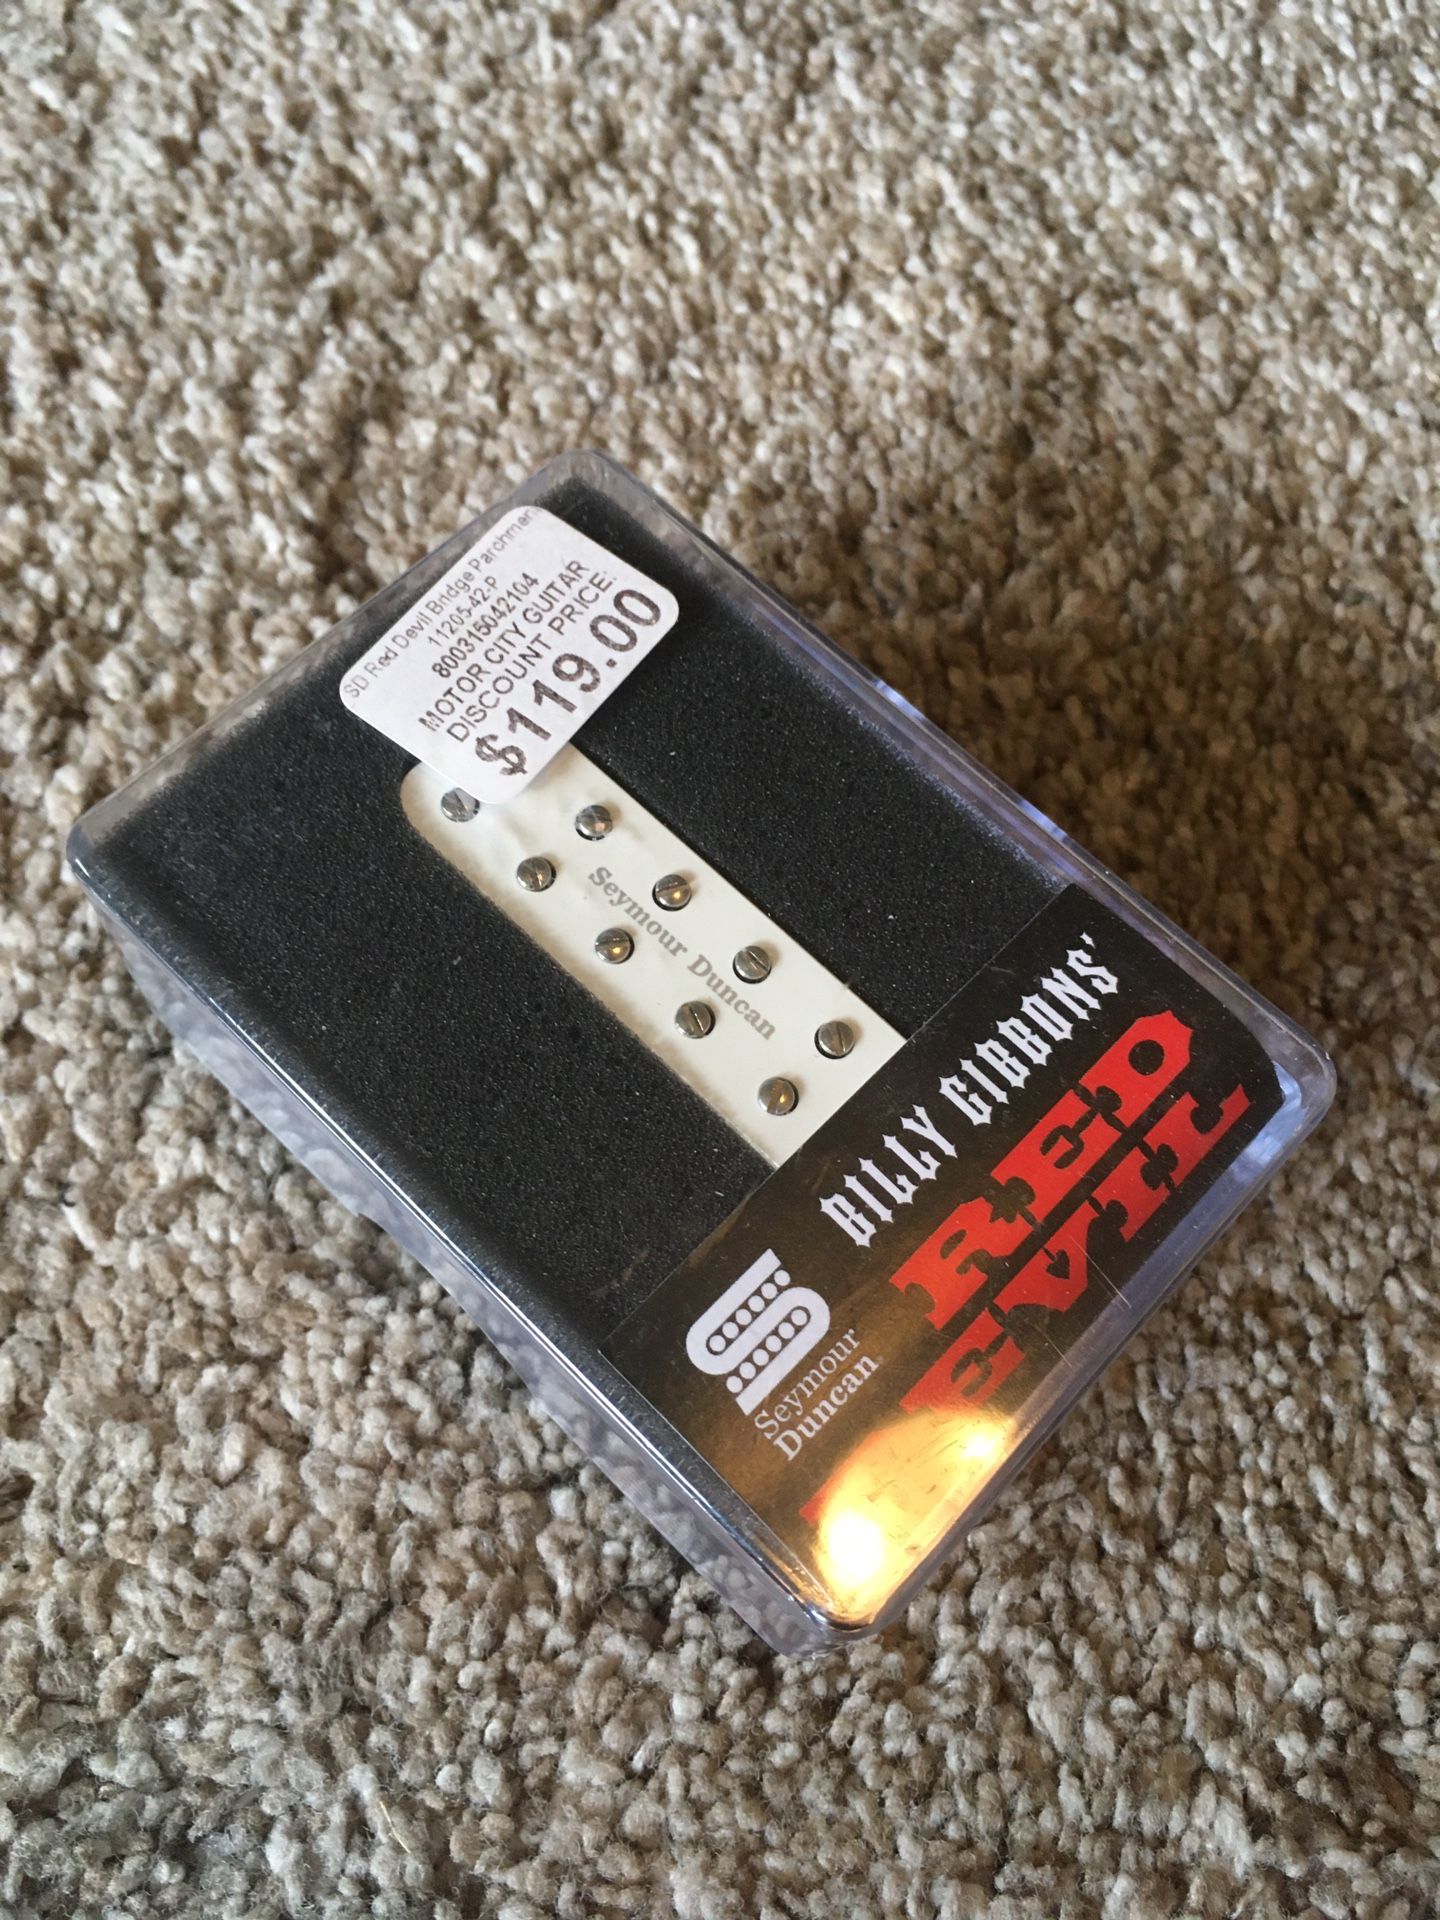 SD Red Devil Bridge Parchment
11205-42-P
800315042104
MOTOR CITY GUITAR
DISCOUNT PRICE:
$119.00
Seymour Duncan
BILLY GIBBONS'
RED
DEVIL
Seymour
Duncan